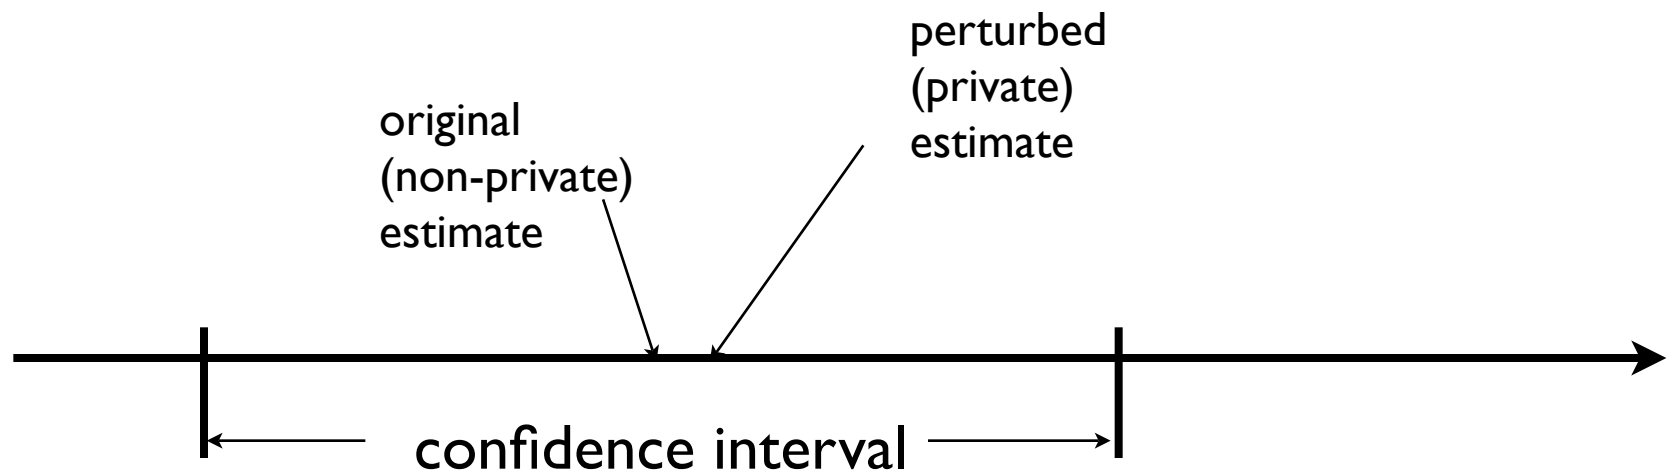 original
(non-private)
estimate
perturbed
(private)
estimate
confidence interval